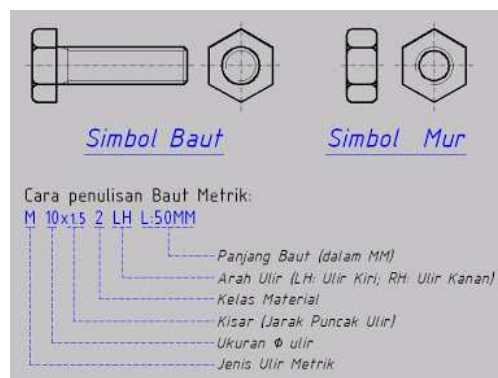 Simbol Baut
Simbol Mur
Cara penulisan Baut Metrik:
M 10x1.5 2 LH L:50MM
Panjang Baut (dalam MM)
Arah Ulir (LH: Ulir Kiri; RH: Ulir Kanan)
Kelas Material
Kisar (Jarak Puncak Ulir)
Ukuran Φ ulir
Jenis Ulir Metrik